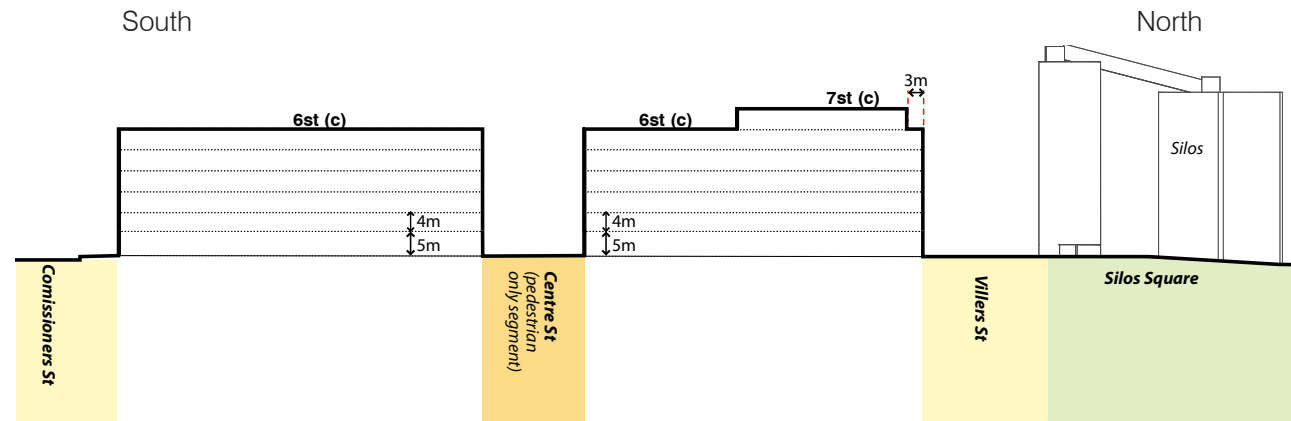 South
North
3m
7st (c)
6st (c)
6st (c)
Silos
4m
4m
5m
5m
Comissioners St
Centre St
(pedestrian
only segment)
Villers St
Silos Square